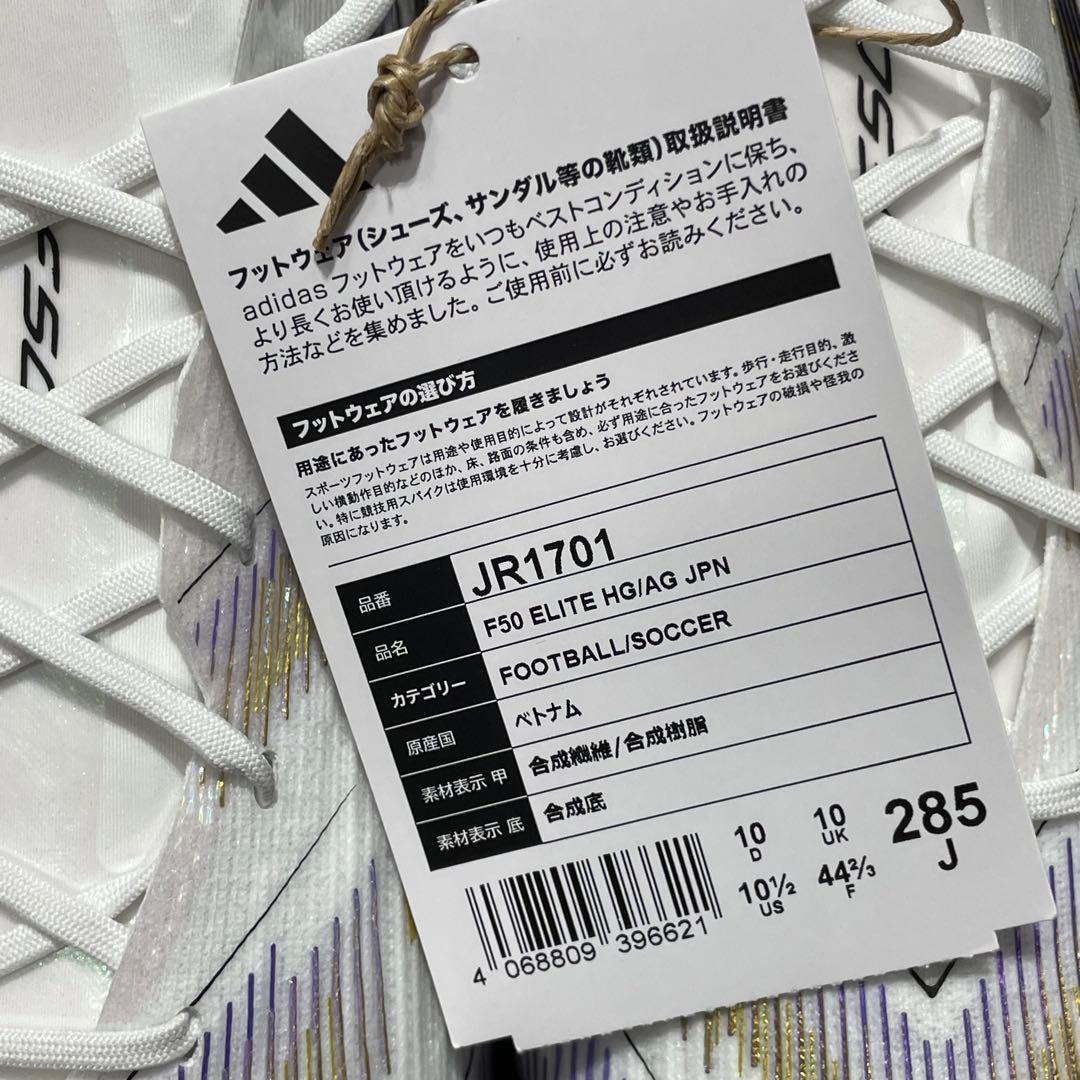 フットウェア(シューズ、サンダル等の靴類)取扱説明書
adidas フットウェアをいつもベストコンディションに保ち、
より長くお使い頂けるように、使用上の注意やお手入れの
方法などを集めました。ご使用前に必ずお読みください。
フットウェアの選び方
用途にあったフットウェアを履きましょう
スポーツフットウェアは用途や使用目的によって設計がそれぞれされています。歩行・走行目的、激
しい横動作目的などのほか、床、路面の条件も含め、必ず用途に合ったフットウェアをお選びくださ
い。特に競技用スパイクは使用環境を十分に考慮し、お選びください。フットウェアの破損や怪我の
原因になります。
品番 JR1701
品名 F50 ELITE HG/AG JPN
カテゴリー FOOTBALL/SOCCER
原産国 ベトナム
素材表示 甲 合成繊維/合成樹脂
素材表示 底 合成底
10 D 10 UK 285 J
10½ US 44⅔ F
4 068809 396621